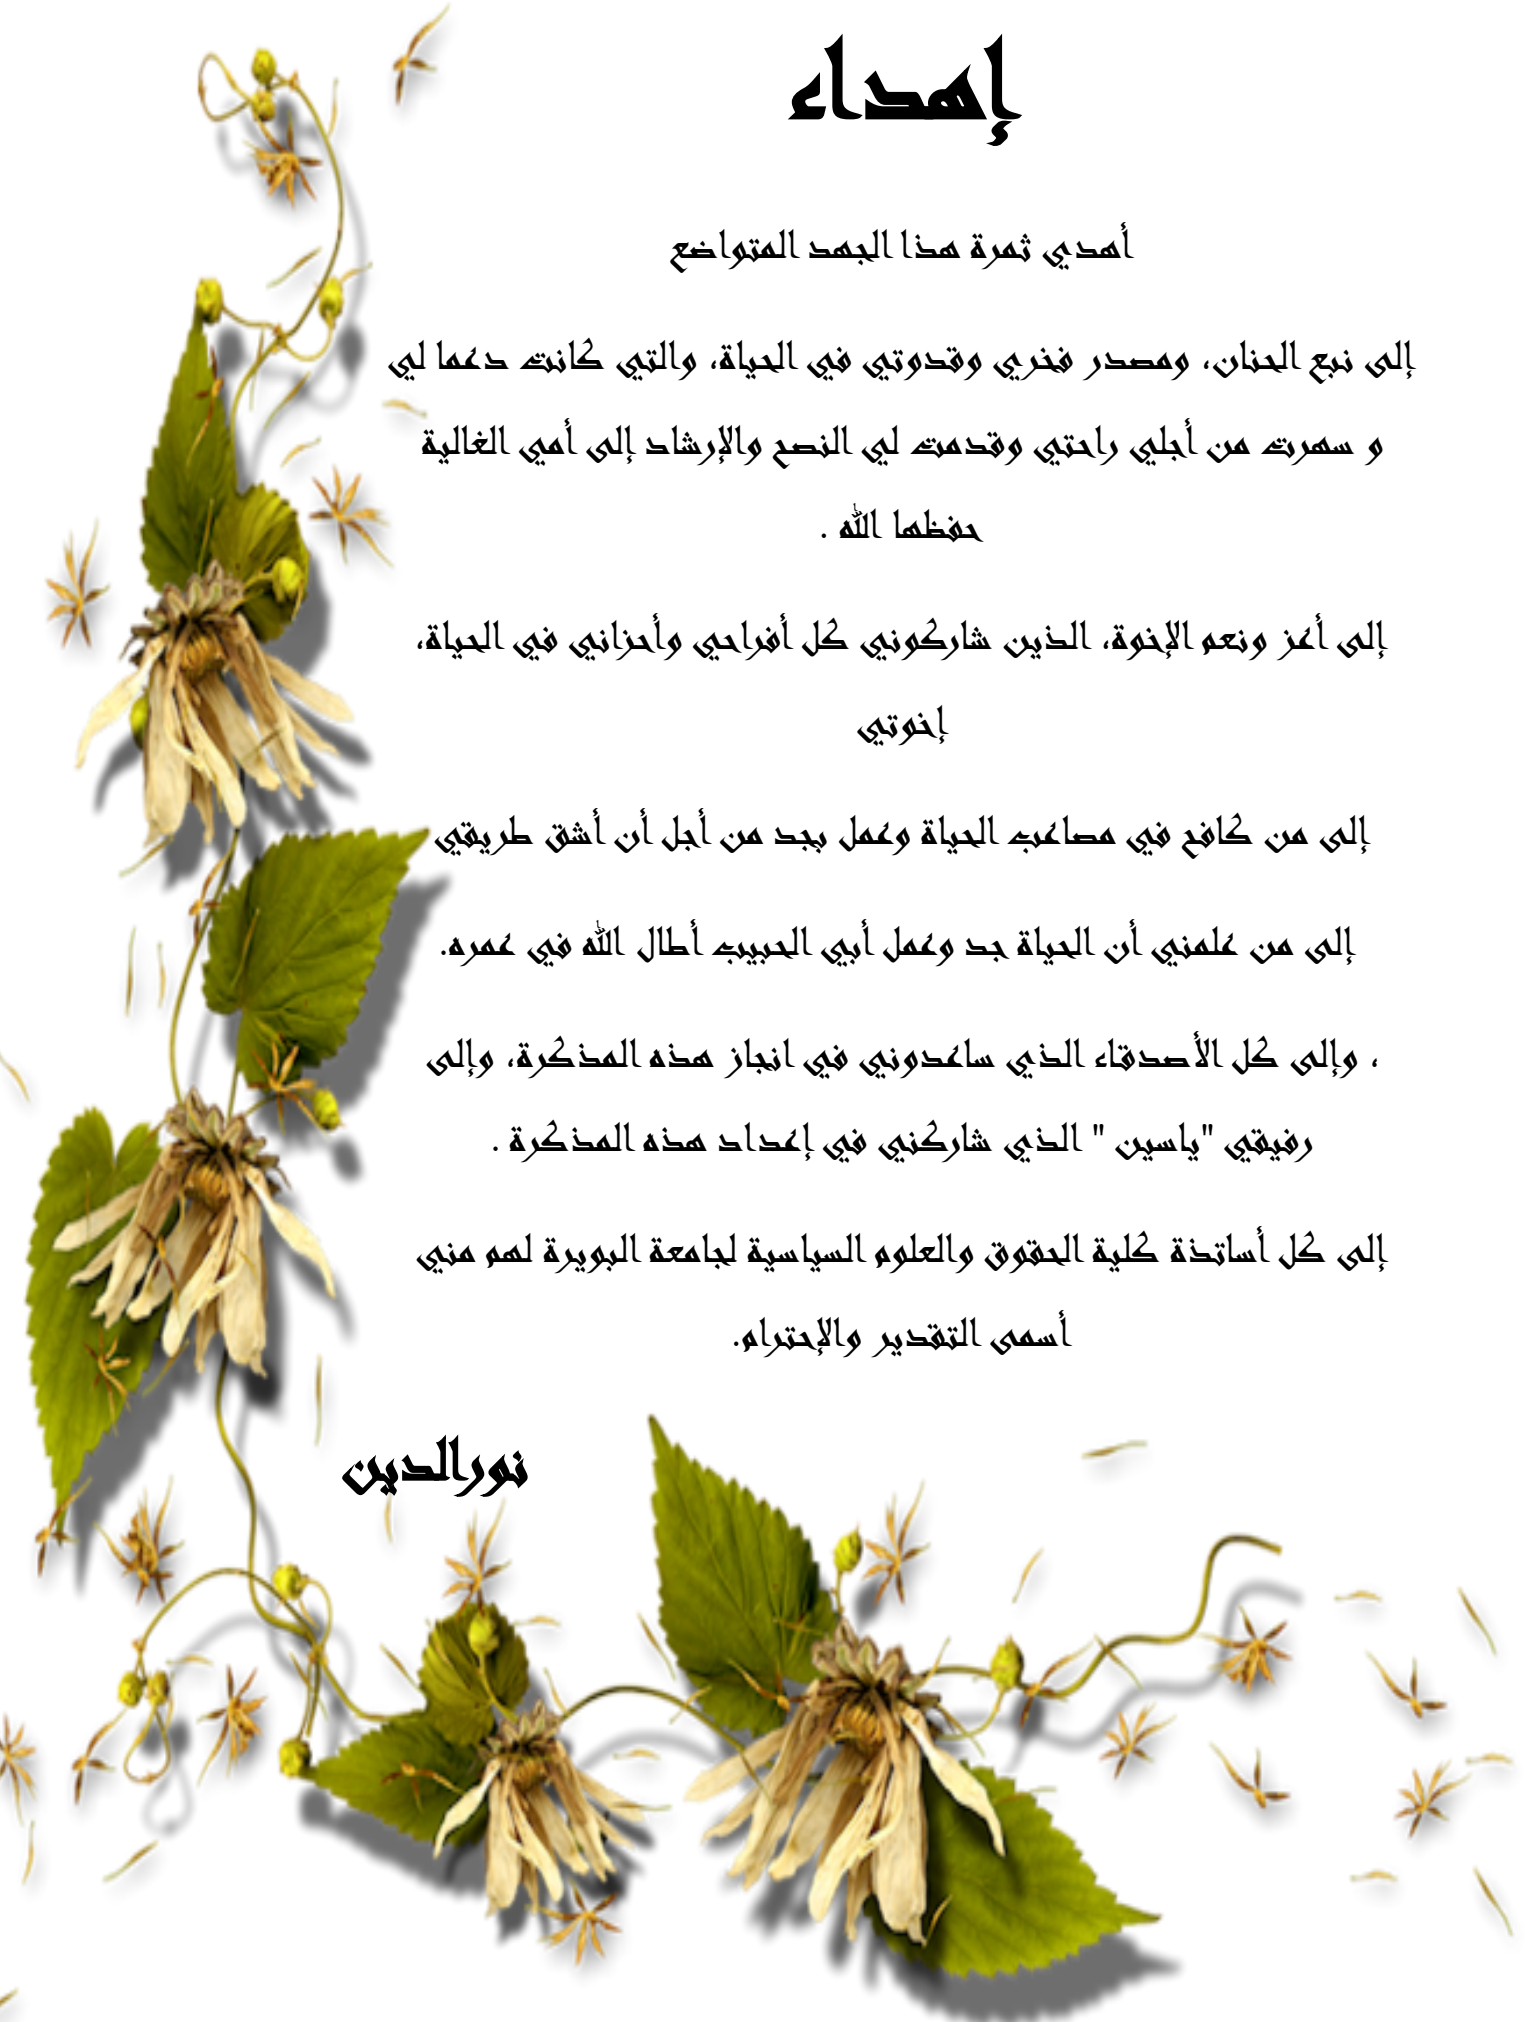 إهداء
أهدي ثمرة هذا الجهد المتواضع
إلى نبع الحنان، ومصدر فخري وقدوتي في الحياة، والتي كانت دعما لي
و سهرت من أجلي راحتي وقدمت لي النصح والإرشاد إلى أمي الغالية
حفظها الله .
إلى أعز ونعم الإخوة، الذين شاركوني كل أفراحي وأحزاني في الحياة،
إخوتي
إلى من كافح في مصاعب الحياة وعمل بجد من أجل أن أشق طريقي
إلى من علمني أن الحياة جد وعمل أبي الحبيب أطال الله في عمره.
، وإلى كل الأصدقاء الذي ساعدوني في انجاز هذه المذكرة، وإلى
رفيقي "ياسين " الذي شاركني في إعداد هذه المذكرة .
إلى كل أساتذة كلية الحقوق والعلوم السياسية لجامعة البويرة لهم مني
أسمى التقدير والإحترام.
نورالدين